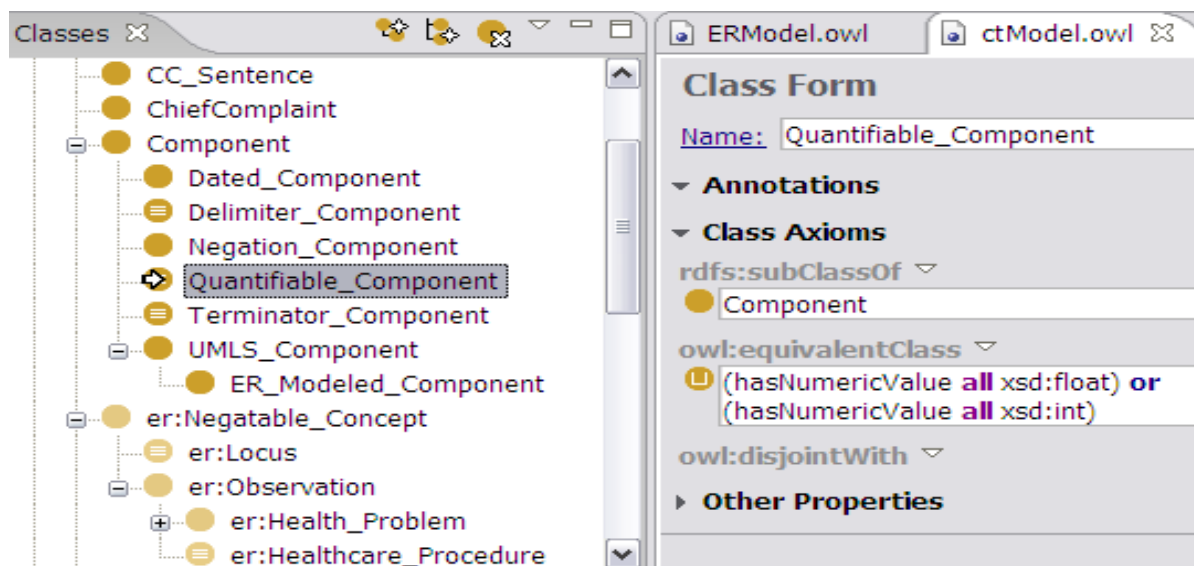 Classes
CC_Sentence
ChiefComplaint
Component
Dated_Component
Delimiter_Component
Negation_Component
Quantifiable_Component
Terminator_Component
UMLS_Component
ER_Modeled_Component
er:Negatable_Concept
er:Locus
er:Observation
er:Health_Problem
er:Healthcare_Procedure
ERModel.owl ctModel.owl
Class Form
Name: Quantifiable_Component
Annotations
Class Axioms
rdfs:subClassOf
Component
owl:equivalentClass
(hasNumericValue all xsd:float) or
(hasNumericValue all xsd:int)
owl:disjointWith
Other Properties